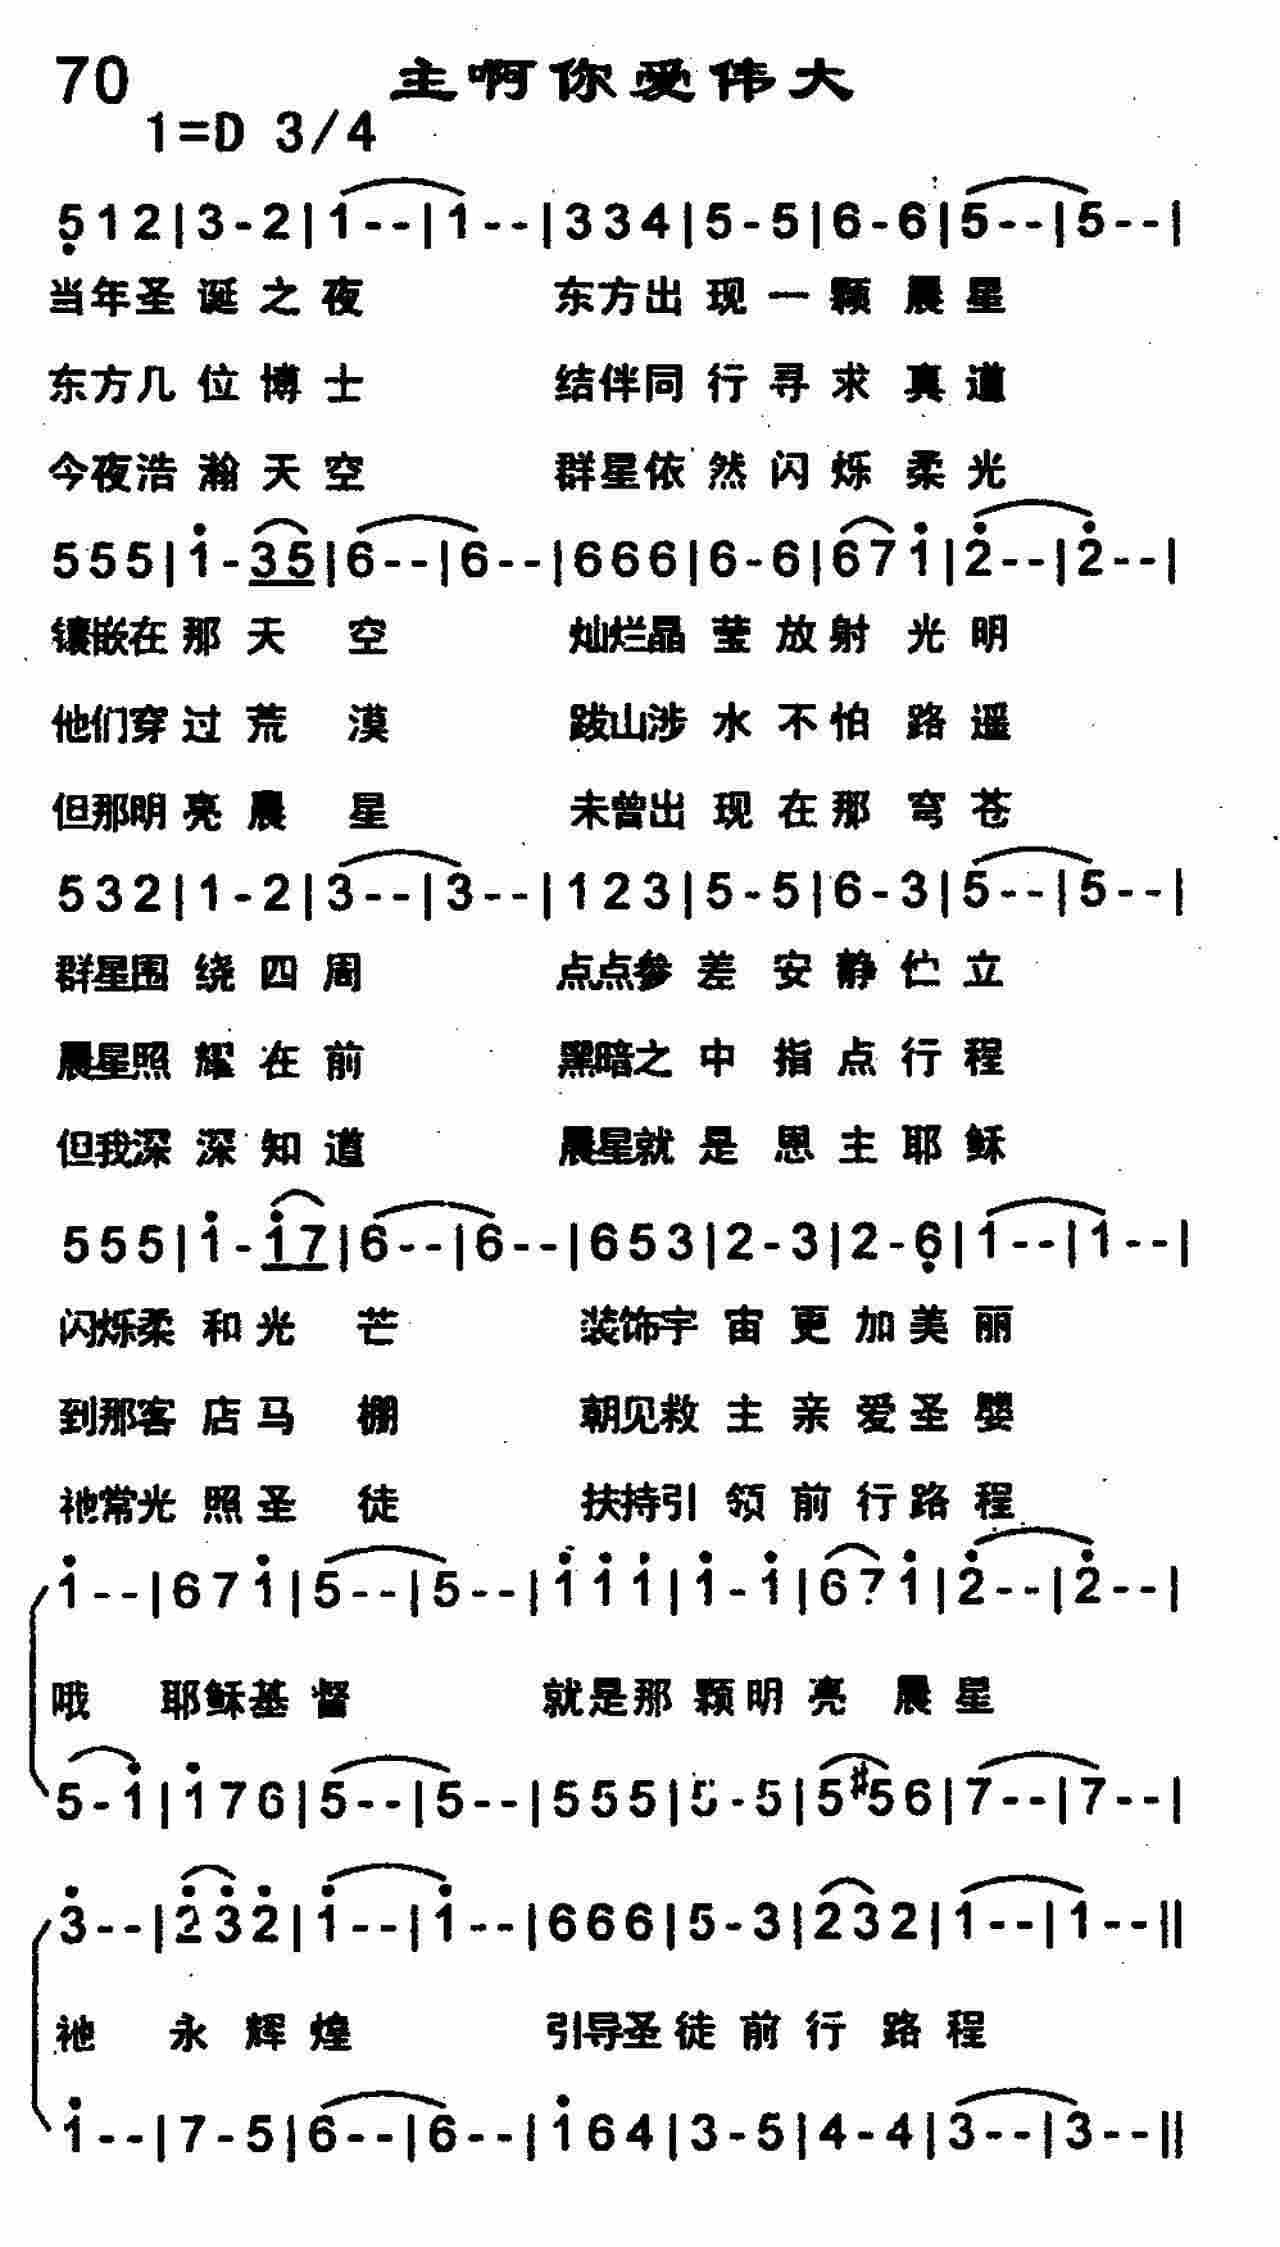 70 主啊你爱伟大
1=D 3/4
5̣ 1 2 | 3 - 2 | 1 - - | 1 - - | 3 3 4 | 5 - 5 | 6 - 6 | 5 - - | 5 - - |
当年圣诞之夜 东方出现一颗晨星
东方几位博士 结伴同行寻求真道
今夜浩瀚天空 群星依然闪烁柔光
5 5 5 | 1̇ - 3 5 | 6 - - | 6 - - | 6 6 6 | 6 - 6 | 6 7 1̇ | 2̇ - - | 2̇ - - |
镶嵌在那天空 灿烂晶莹放射光明
他们穿过荒漠 跋山涉水不怕路遥
但那明亮晨星 未曾出现在那穹苍
5 3 2 | 1 - 2 | 3 - - | 3 - - | 1 2 3 | 5 - 5 | 6 - 3 | 5 - - | 5 - - |
群星围绕四周 点点参差安静伫立
晨星照耀在前 黑暗之中指点行程
但我深深知道 晨星就是恩主耶稣
5 5 5 | 1̇ - 1̇ 7 | 6 - - | 6 - - | 6 5 3 | 2 - 3 | 2 - 6̣ | 1 - - | 1 - - |
闪烁柔和光芒 装饰宇宙更加美丽
到那客店马棚 朝见救主亲爱圣婴
祂常光照圣徒 扶持引领前行路程
1̇ - - | 6 7 1̇ | 5 - - | 5 - - | 1̇ 1̇ 1̇ | 1̇ - 1̇ | 6 7 1̇ | 2̇ - - | 2̇ - - |
哦 耶稣基督 就是那颗明亮晨星
5 - 1̇ | 1̇ 7 6 | 5 - - | 5 - - | 5 5 5 | 5 - 5 | 5 #5 6 | 7 - - | 7 - - |
3̇ - - | 2̇ 3̇ 2̇ | 1̇ - - | 1̇ - - | 6 6 6 | 5 - 3 | 2 3 2 | 1 - - | 1 - - ||
祂 永辉煌 引导圣徒前行路程
1̇ - - | 7 - 5 | 6 - - | 6 - - | 1̇ 6 4 | 3 - 5 | 4 - 4 | 3 - - | 3 - - ||